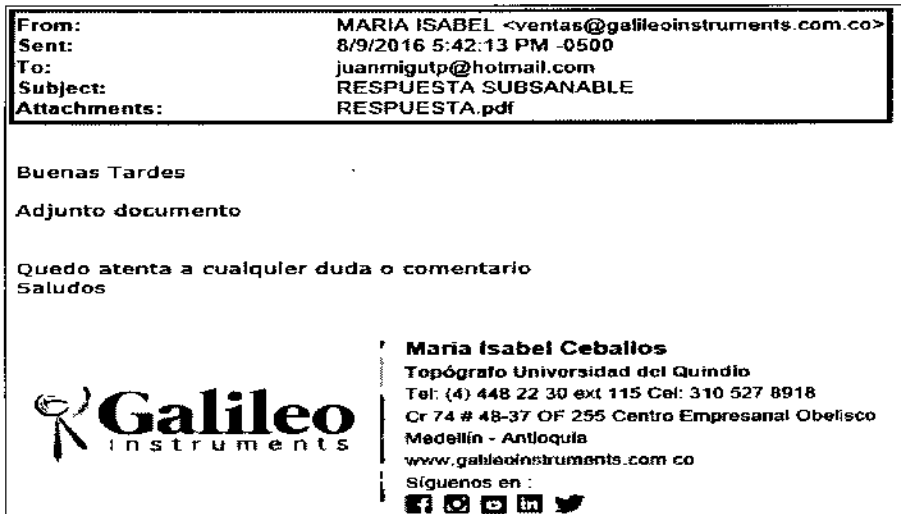 From: MARIA ISABEL <ventas@galileoinstruments.com.co>
Sent: 8/9/2016 5:42:13 PM -0500
To: juanmigutp@hotmail.com
Subject: RESPUESTA SUBSANABLE
Attachments: RESPUESTA.pdf
Buenas Tardes
Adjunto documento
Quedo atenta a cualquier duda o comentario
Saludos
Galileo
instruments
Maria Isabel Ceballos
Topógrafo Universidad del Quindio
Tel: (4) 448 22 30 ext 115 Cel: 310 527 8918
Cr 74 # 48-37 OF 255 Centro Empresarial Obelisco
Medellín - Antioquia
www.galileoinstruments.com.co
Síguenos en :